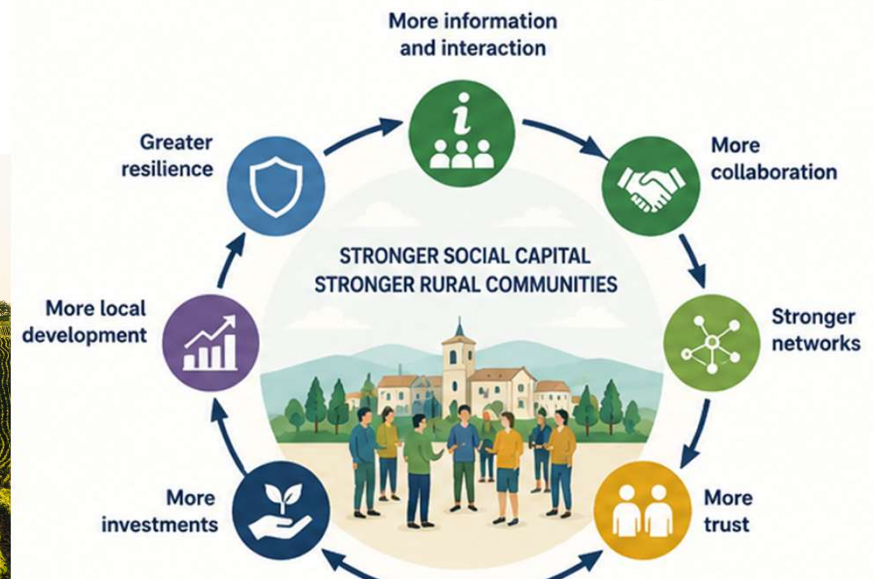 More information
and interaction
Greater
resilience
More
collaboration
STRONGER SOCIAL CAPITAL
STRONGER RURAL COMMUNITIES
More local
development
Stronger
networks
More
investments
More
trust